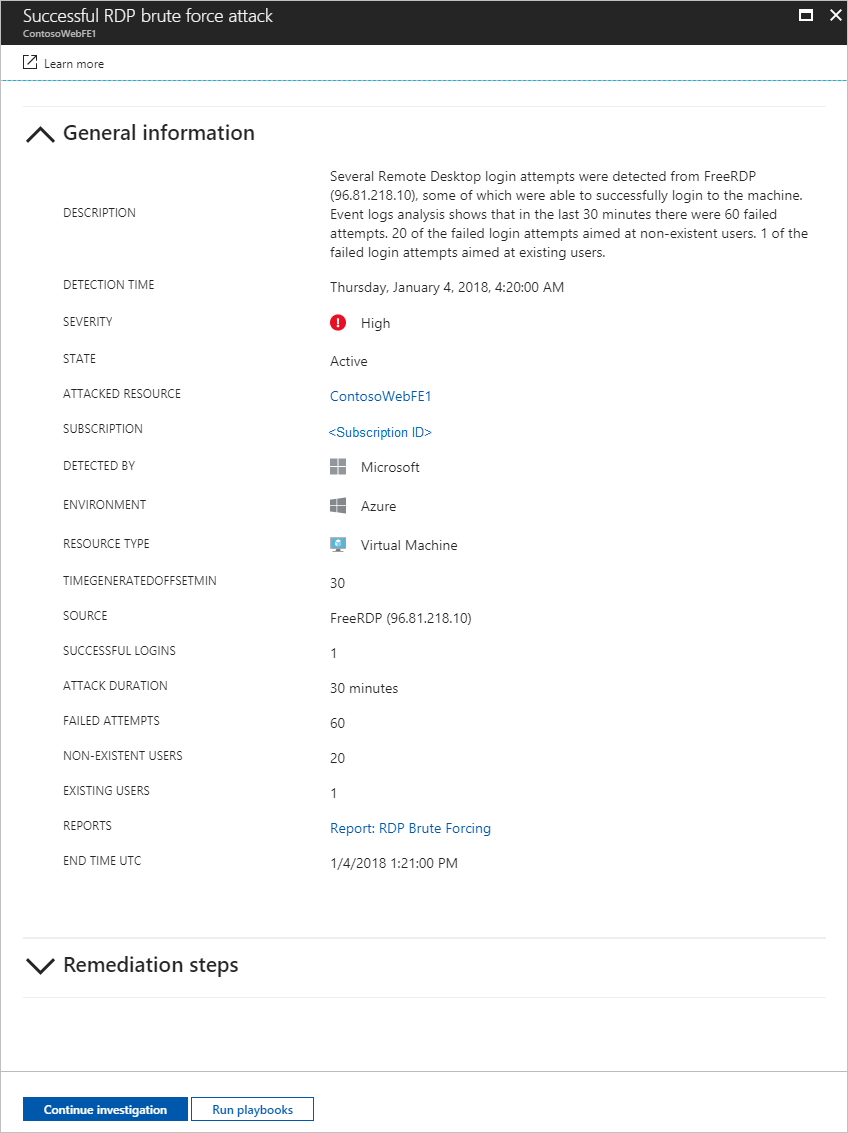 Successful RDP brute force attack
ContosoWebFE1
Learn more
General information
DESCRIPTION
Several Remote Desktop login attempts were detected from FreeRDP
(96.81.218.10), some of which were able to successfully login to the machine.
Event logs analysis shows that in the last 30 minutes there were 60 failed
attempts. 20 of the failed login attempts aimed at non-existent users. 1 of the
failed login attempts aimed at existing users.
DETECTION TIME
Thursday, January 4, 2018, 4:20:00 AM
SEVERITY
High
STATE
Active
ATTACKED RESOURCE
ContosoWebFE1
SUBSCRIPTION
<Subscription ID>
DETECTED BY
Microsoft
ENVIRONMENT
Azure
RESOURCE TYPE
Virtual Machine
TIMEGENERATEDOFFSETMIN
30
SOURCE
FreeRDP (96.81.218.10)
SUCCESSFUL LOGINS
1
ATTACK DURATION
30 minutes
FAILED ATTEMPTS
60
NON-EXISTENT USERS
20
EXISTING USERS
1
REPORTS
Report: RDP Brute Forcing
END TIME UTC
1/4/2018 1:21:00 PM
Remediation steps
Continue investigation
Run playbooks